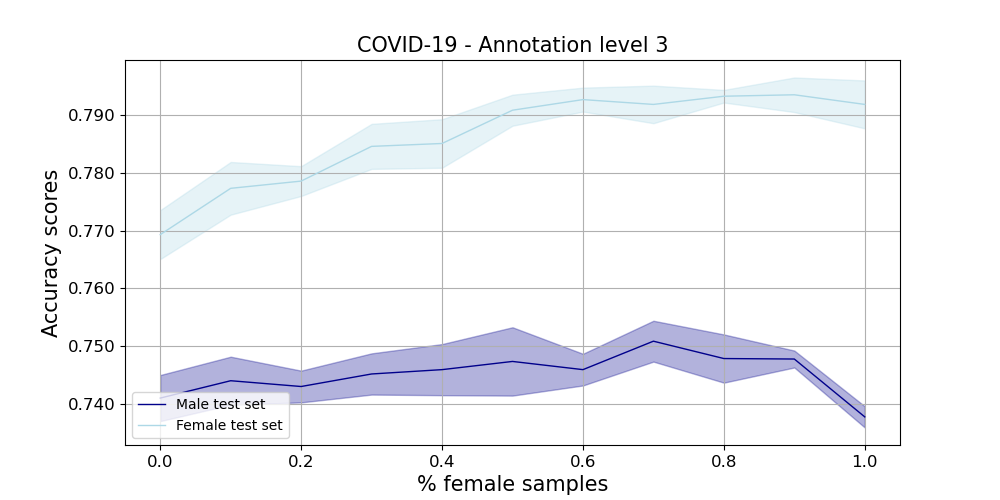 COVID-19 - Annotation level 3
Accuracy scores
0.790
0.780
0.770
0.760
0.750
0.740
Male test set
Female test set
0.0 0.2 0.4 0.6 0.8 1.0
% female samples